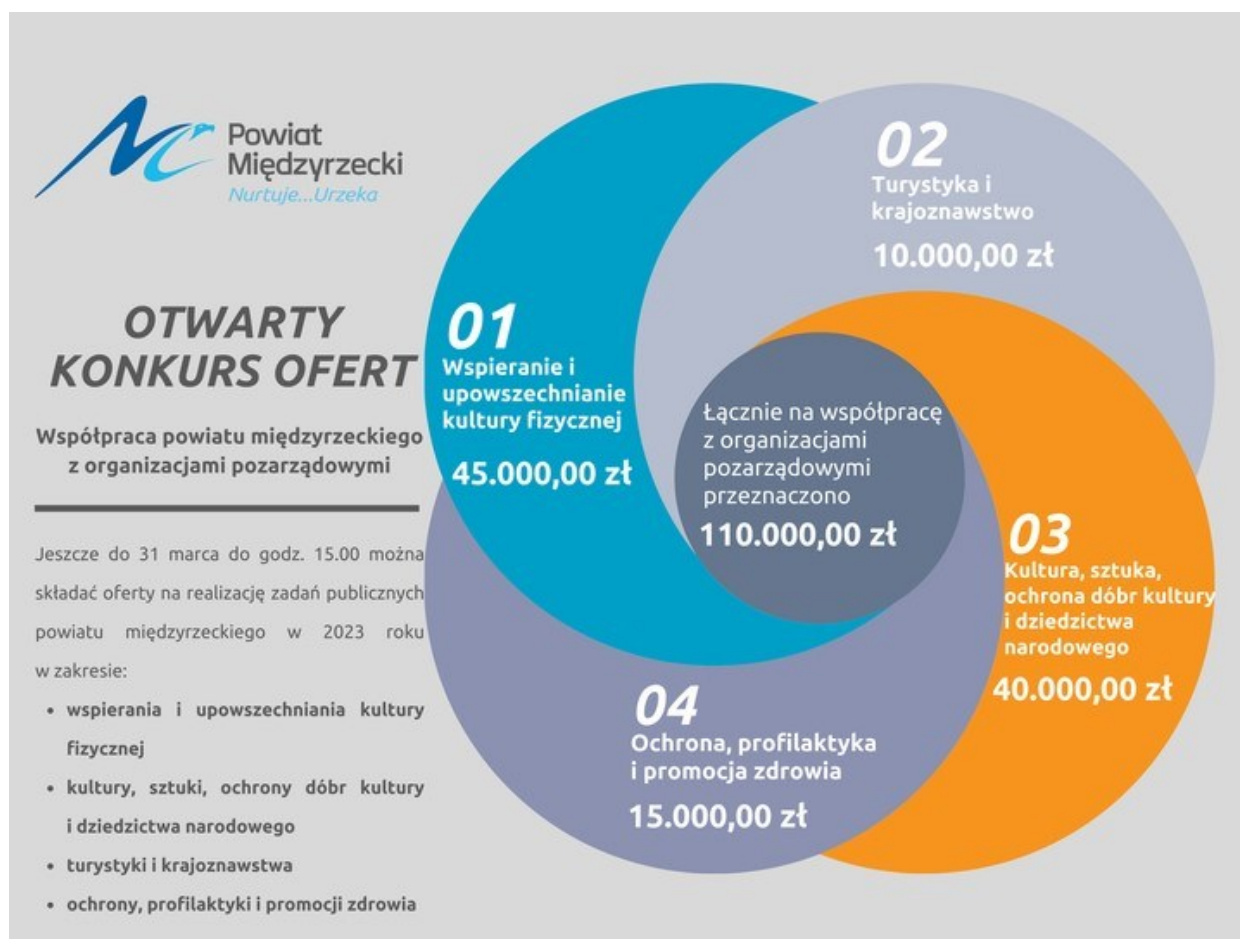 Powiat
Międzyrzecki
Nurtuje...Urzeka
OTWARTY
KONKURS OFERT
Współpraca powiatu międzyrzeckiego
z organizacjami pozarządowymi
Jeszcze do 31 marca do godz. 15.00 można
składać oferty na realizację zadań publicznych
powiatu międzyrzeckiego w 2023 roku
w zakresie:
• wspierania i upowszechniania kultury
fizycznej
• kultury, sztuki, ochrony dóbr kultury
i dziedzictwa narodowego
• turystyki i krajoznawstwa
• ochrony, profilaktyki i promocji zdrowia
01
Wspieranie i
upowszechnianie
kultury fizycznej
45.000,00 zł
02
Turystyka i
krajoznawstwo
10.000,00 zł
Łącznie na współpracę
z organizacjami
pozarządowymi
przeznaczono
110.000,00 zł
03
Kultura, sztuka,
ochrona dóbr kultury
i dziedzictwa
narodowego
40.000,00 zł
04
Ochrona, profilaktyka
i promocja zdrowia
15.000,00 zł